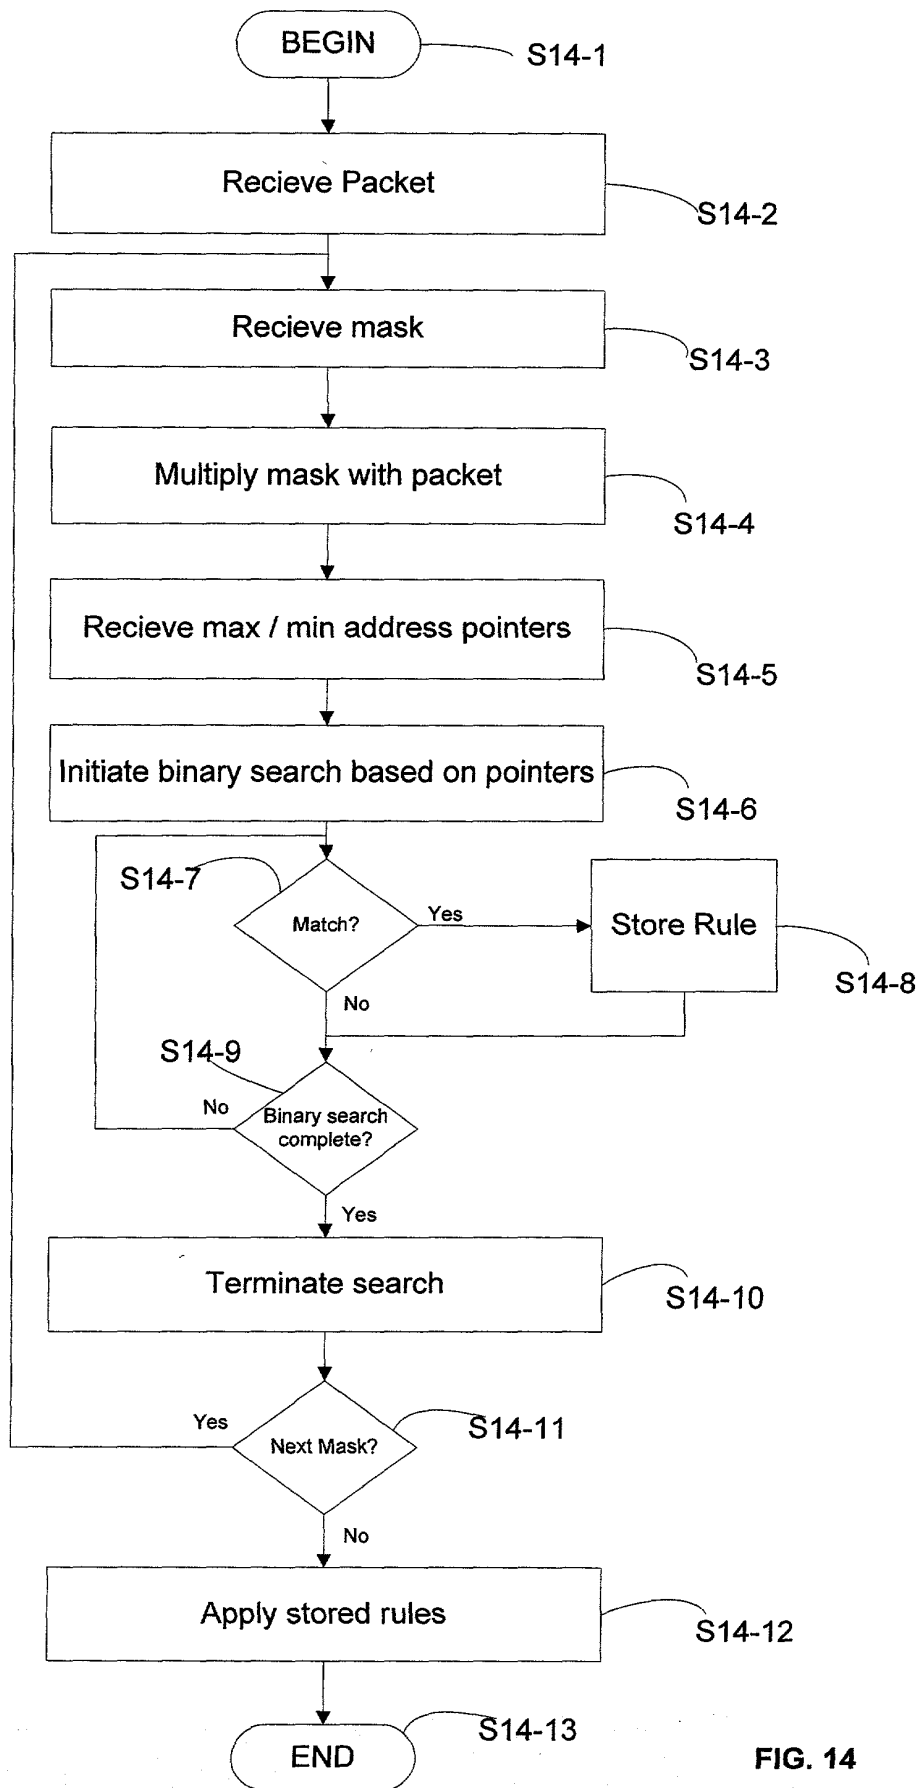 BEGIN
S14-1
Recieve Packet
S14-2
Recieve mask
S14-3
Multiply mask with packet
S14-4
Recieve max / min address pointers
S14-5
Initiate binary search based on pointers
S14-6
S14-7
Match?
Yes
Store Rule
S14-8
No
S14-9
No
Binary search
complete?
Yes
Terminate search
S14-10
Yes
Next Mask?
S14-11
No
Apply stored rules
S14-12
END
S14-13
FIG. 14